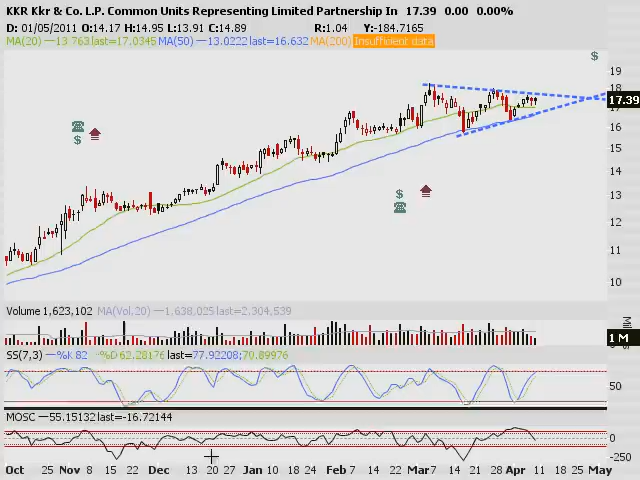 KKR Kkr & Co. L.P. Common Units Representing Limited Partnership In 17.39 0.00 0.00%
D: 01/05/2011 O:14.17 H:14.95 L:13.91 C:14.89 R:1.04 Y:-184.7165
MA(20) —13.763 last=17.0345 MA(50) —13.0222 last=16.632 MA(200) Insufficient data
$
19
18
17.39
17
16
15
14
13
12
11
10
$
$
Volume 1,623,102 MA(Vol.20) —1,638,025 last=2,304,539
Mil
1 M
SS(7,3) —%K 82 —%D 62.28176 last=77.92208; 70.89976
50
MOSC —55.15132 last=-16.72144
0
-250
Oct 18 25 Nov 8 15 22 Dec 13 20 27 Jan 10 18 24 Feb 14 22 Mar 7 14 21 28 Apr 11 18 25 May